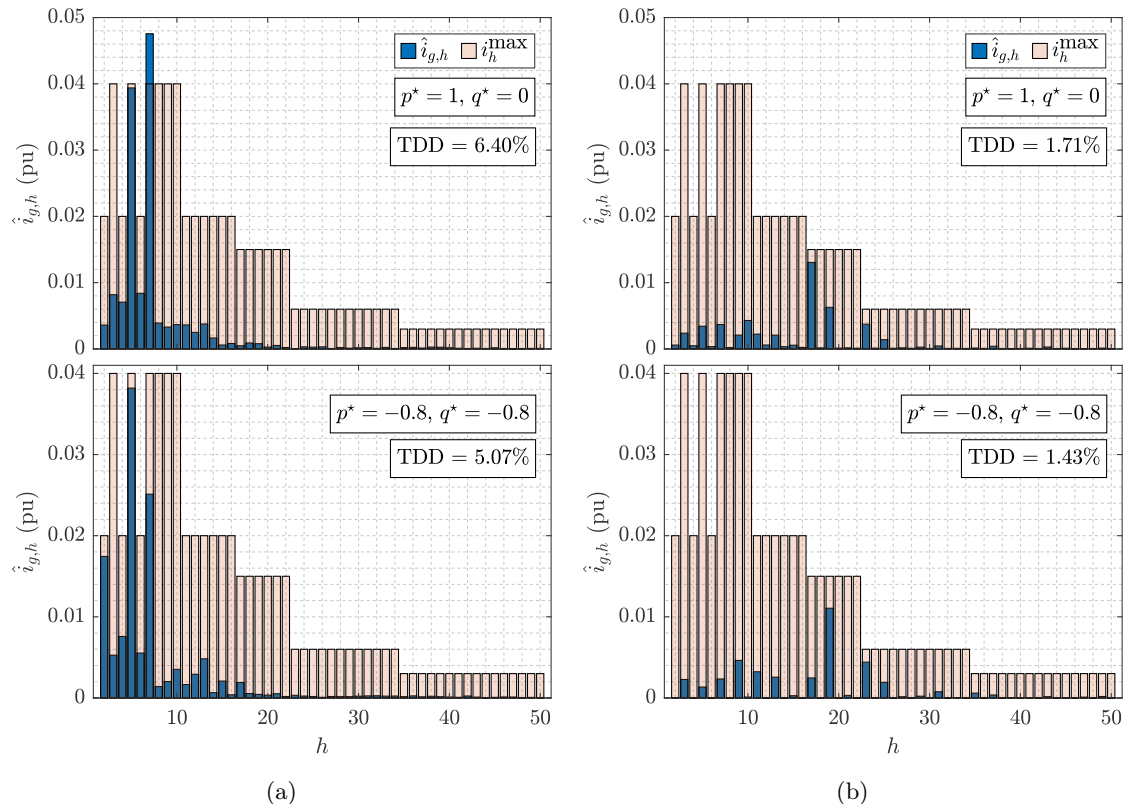 0.05
0.04
0.03
0.02
0.01
0
î_{g,h} (pu)
î_{g,h} i_h^{max}
p⋆ = 1, q⋆ = 0
TDD = 6.40%
0.05
0.04
0.03
0.02
0.01
0
î_{g,h} (pu)
î_{g,h} i_h^{max}
p⋆ = 1, q⋆ = 0
TDD = 1.71%
0.04
0.03
0.02
0.01
0
î_{g,h} (pu)
p⋆ = −0.8, q⋆ = −0.8
TDD = 5.07%
10 20 30 40 50
h
(a)
0.04
0.03
0.02
0.01
0
î_{g,h} (pu)
p⋆ = −0.8, q⋆ = −0.8
TDD = 1.43%
10 20 30 40 50
h
(b)